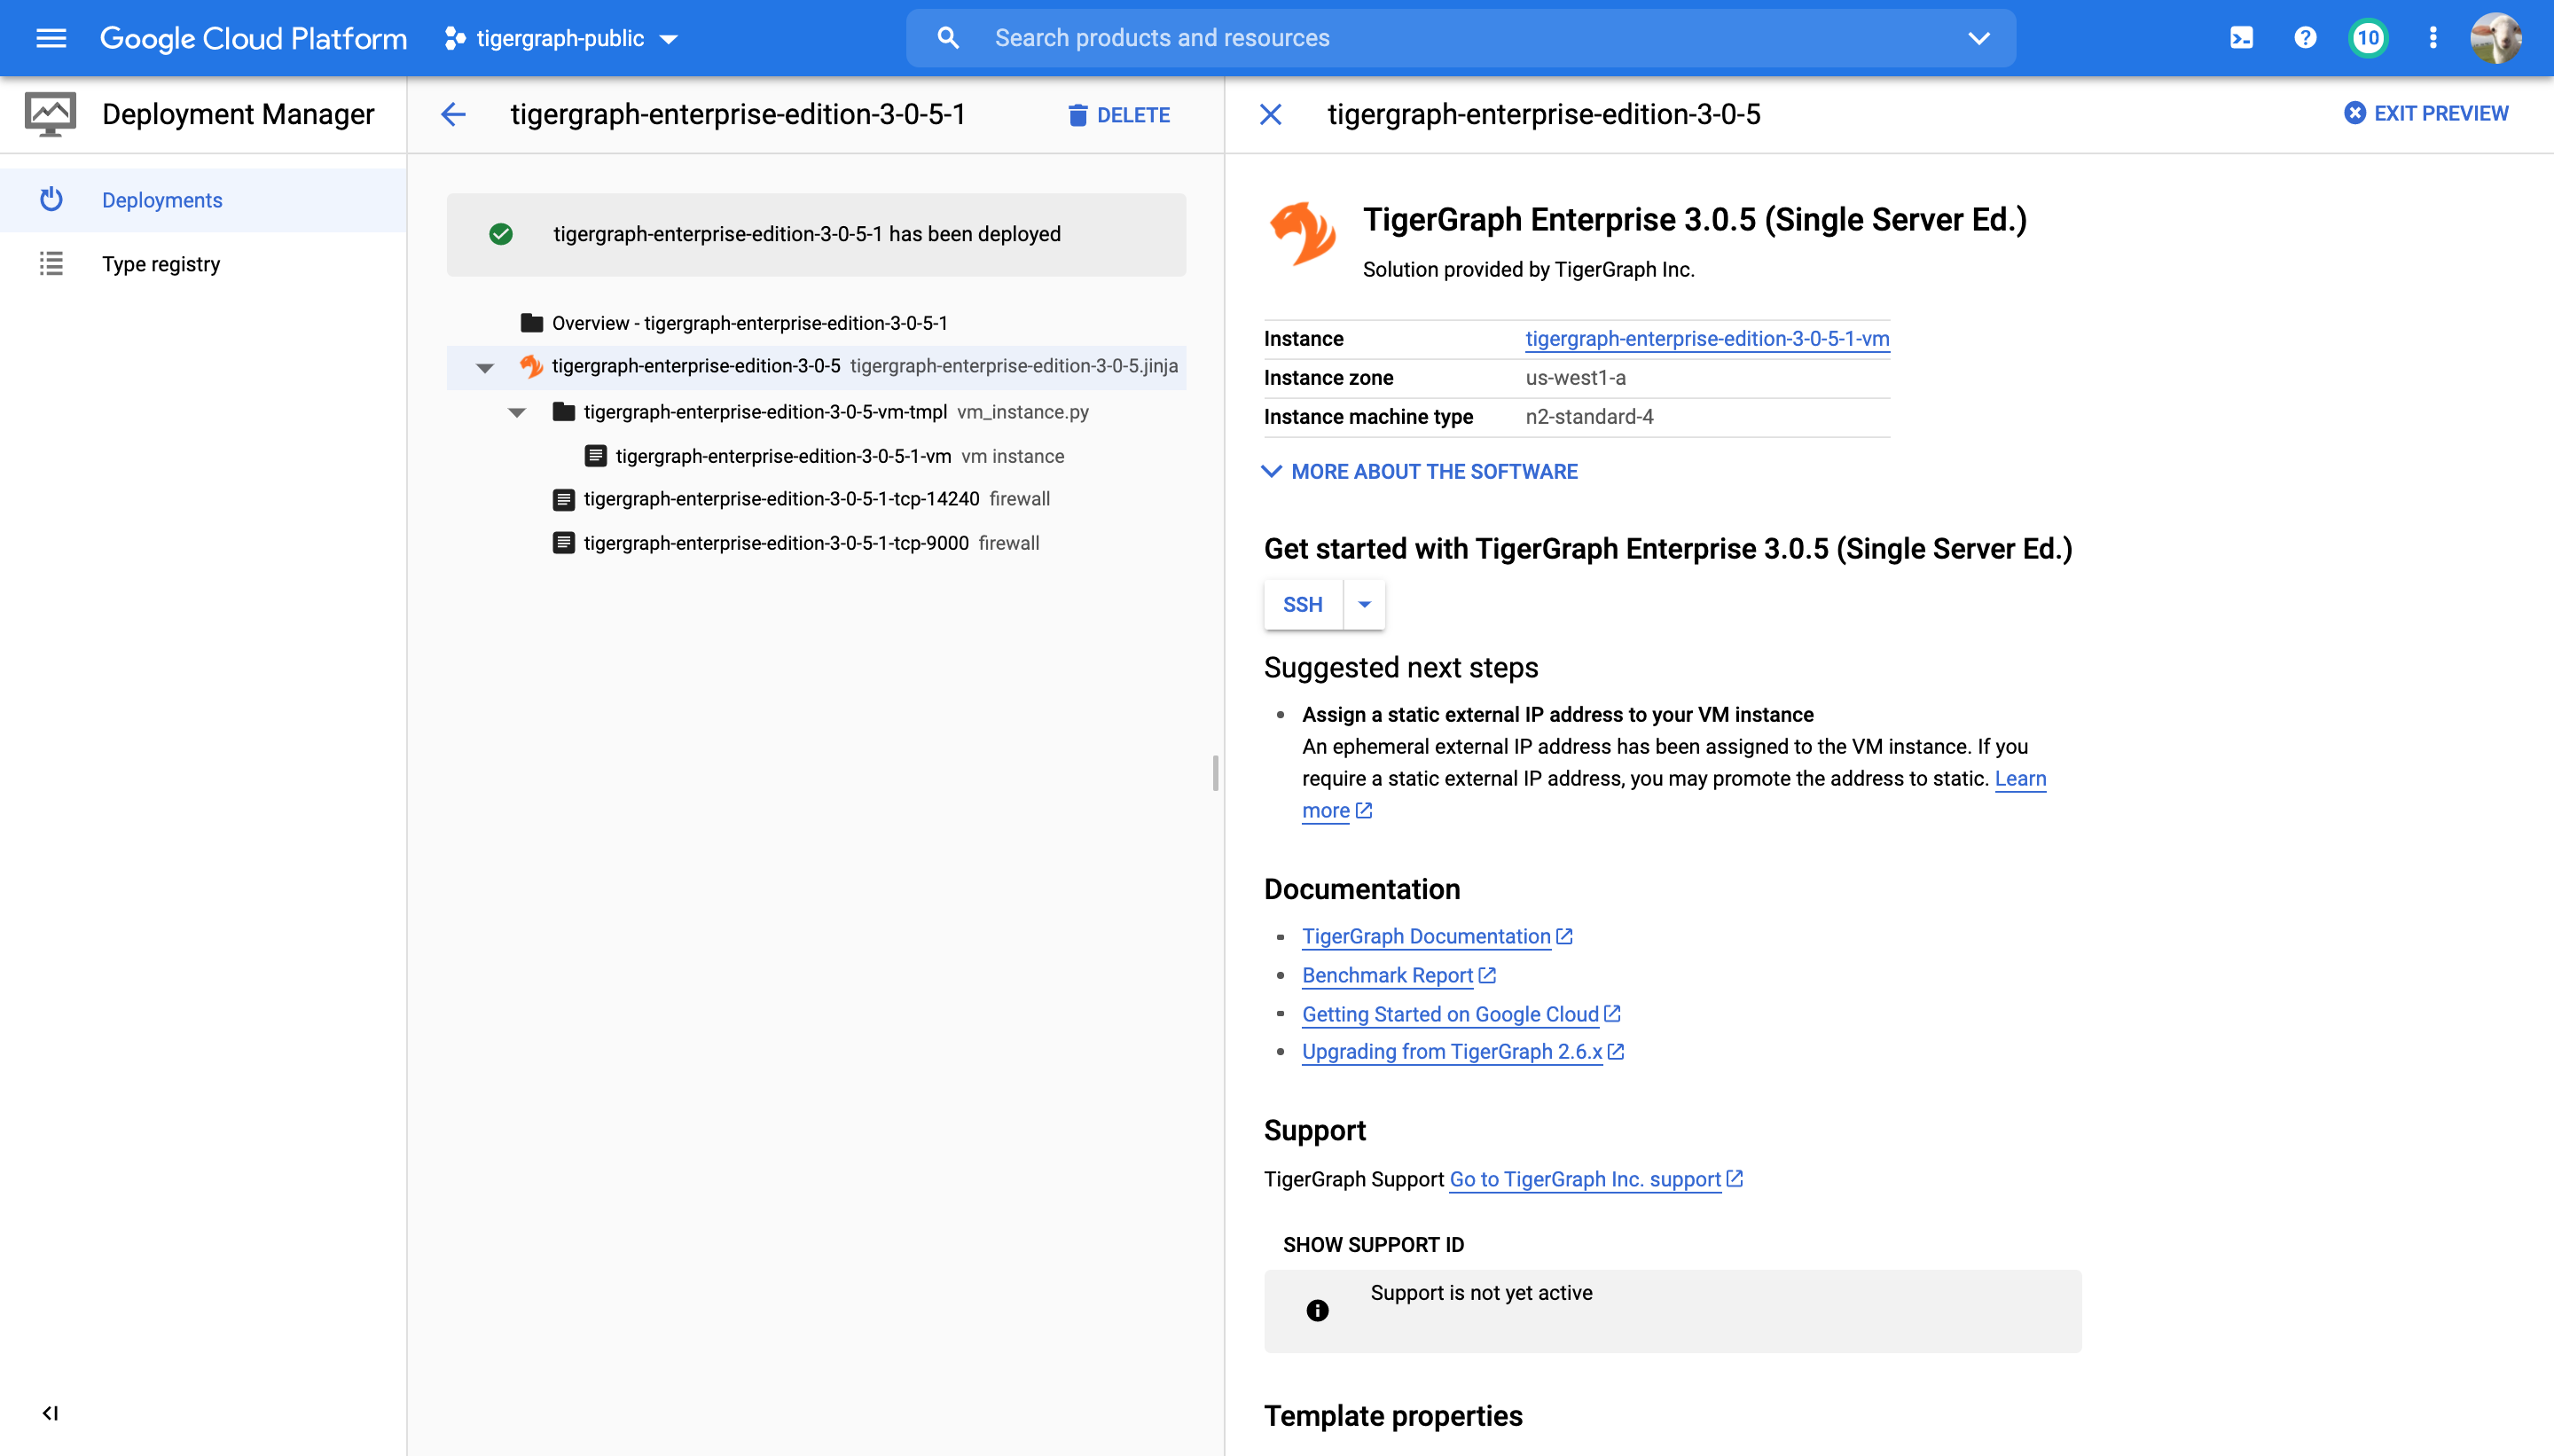 Google Cloud Platform
tigergraph-public
Search products and resources
10
Deployment Manager
Deployments
Type registry
tigergraph-enterprise-edition-3-0-5-1
DELETE
tigergraph-enterprise-edition-3-0-5-1 has been deployed
Overview - tigergraph-enterprise-edition-3-0-5-1
tigergraph-enterprise-edition-3-0-5 tigergraph-enterprise-edition-3-0-5.jinja
tigergraph-enterprise-edition-3-0-5-vm-tmpl vm_instance.py
tigergraph-enterprise-edition-3-0-5-1-vm vm instance
tigergraph-enterprise-edition-3-0-5-1-tcp-14240 firewall
tigergraph-enterprise-edition-3-0-5-1-tcp-9000 firewall
tigergraph-enterprise-edition-3-0-5
EXIT PREVIEW
TigerGraph Enterprise 3.0.5 (Single Server Ed.)
Solution provided by TigerGraph Inc.
Instance tigergraph-enterprise-edition-3-0-5-1-vm
Instance zone us-west1-a
Instance machine type n2-standard-4
MORE ABOUT THE SOFTWARE
Get started with TigerGraph Enterprise 3.0.5 (Single Server Ed.)
SSH
Suggested next steps
Assign a static external IP address to your VM instance
An ephemeral external IP address has been assigned to the VM instance. If you
require a static external IP address, you may promote the address to static. Learn
more
Documentation
TigerGraph Documentation
Benchmark Report
Getting Started on Google Cloud
Upgrading from TigerGraph 2.6.x
Support
TigerGraph Support Go to TigerGraph Inc. support
SHOW SUPPORT ID
Support is not yet active
Template properties